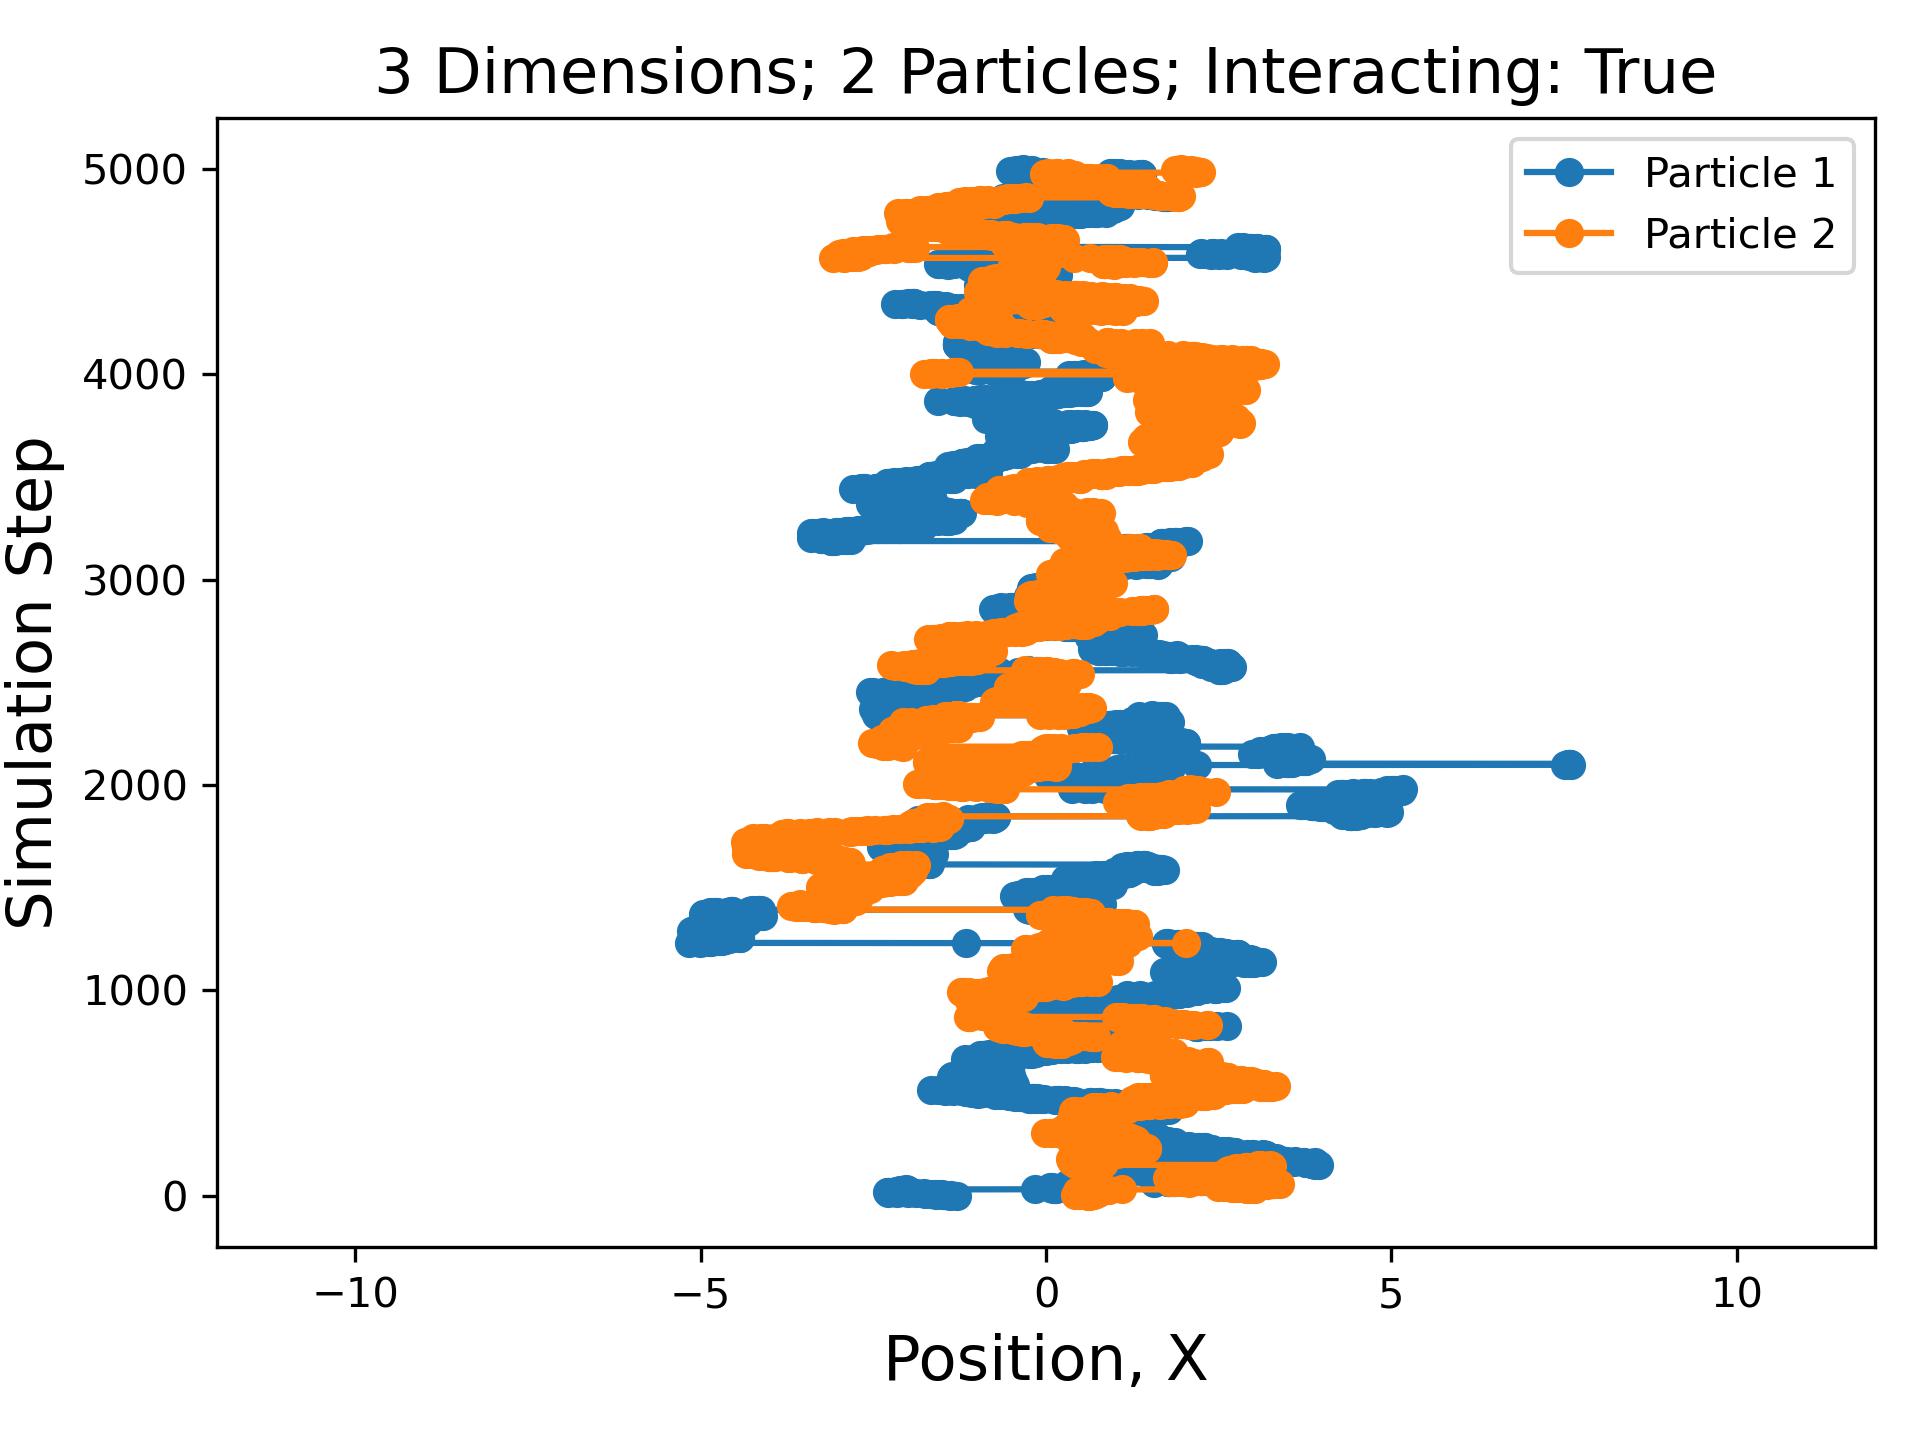 3 Dimensions; 2 Particles; Interacting: True
Particle 1
Particle 2
Simulation Step
5000
4000
3000
2000
1000
0
−10
−5
0
5
10
Position, X